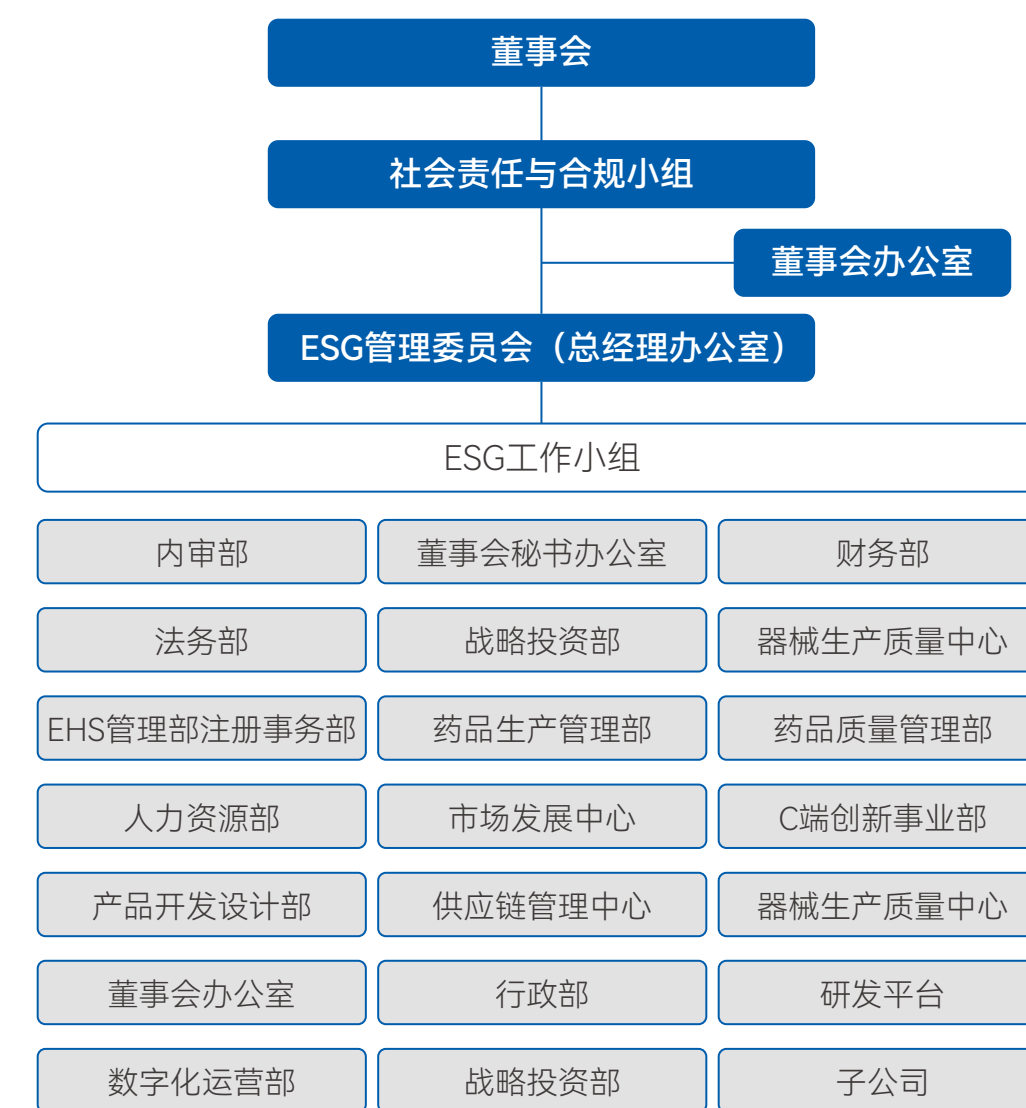 董事会
社会责任与合规小组
董事会办公室
ESG管理委员会（总经理办公室）
ESG工作小组
内审部
董事会秘书办公室
财务部
法务部
战略投资部
器械生产质量中心
EHS管理部注册事务部
药品生产管理部
药品质量管理部
人力资源部
市场发展中心
C端创新事业部
产品开发设计部
供应链管理中心
器械生产质量中心
董事会办公室
行政部
研发平台
数字化运营部
战略投资部
子公司